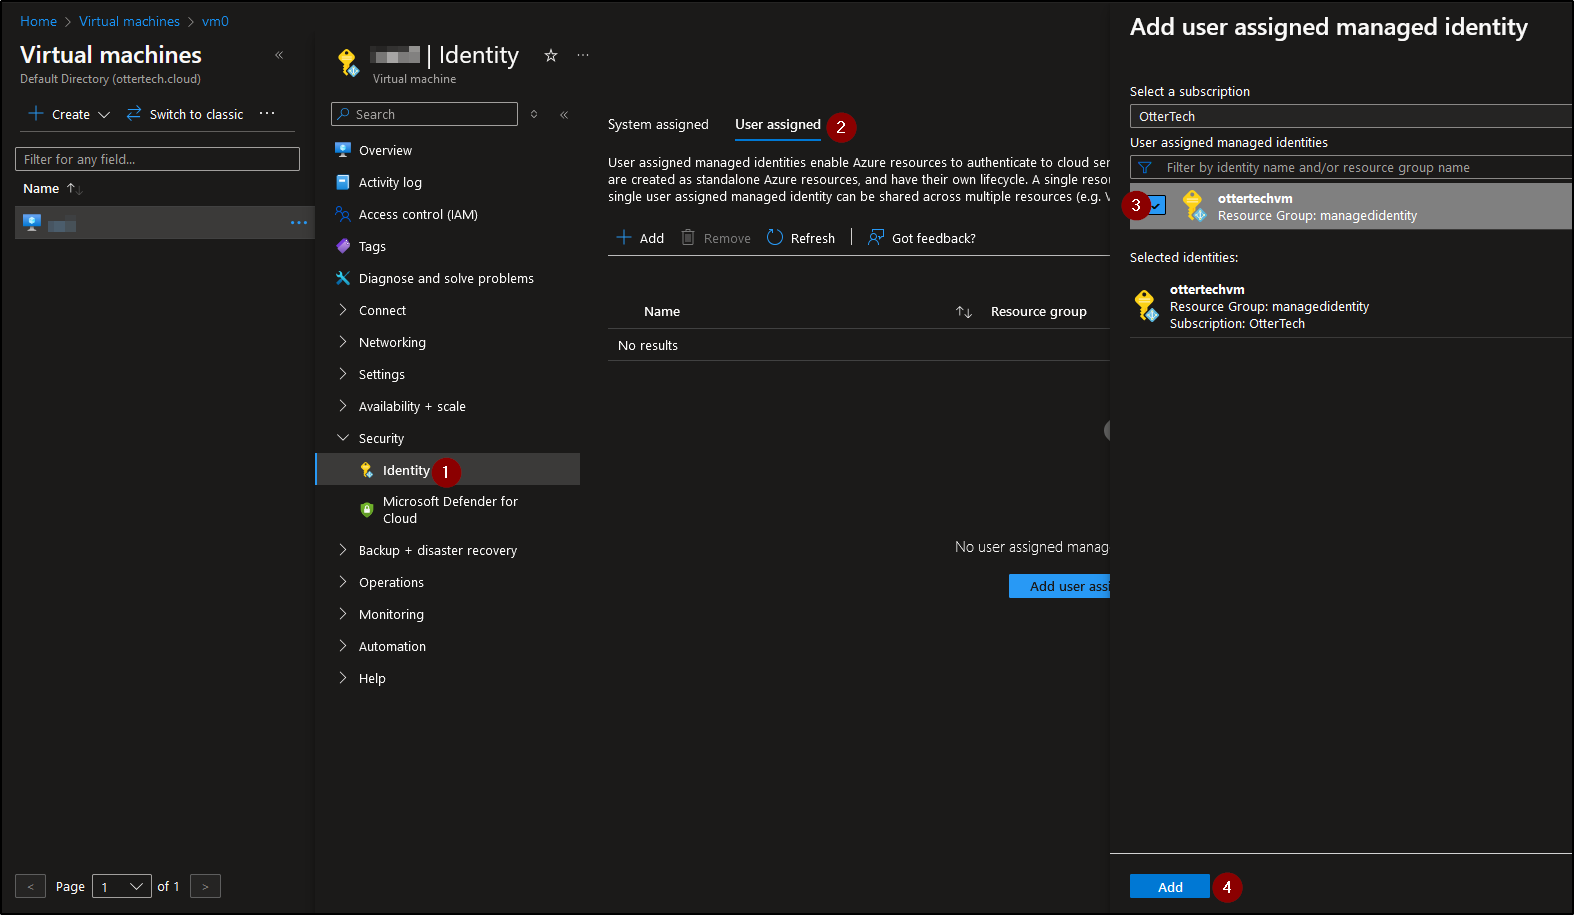 Home > Virtual machines > vm0
Virtual machines
Default Directory (ottertech.cloud)
Create
Switch to classic
Filter for any field...
Name
Page 1 of 1
| Identity
Virtual machine
Search
Overview
Activity log
Access control (IAM)
Tags
Diagnose and solve problems
Connect
Networking
Settings
Availability + scale
Security
Identity 1
Microsoft Defender for
Cloud
Backup + disaster recovery
Operations
Monitoring
Automation
Help
System assigned
User assigned 2
User assigned managed identities enable Azure resources to authenticate to cloud ser
are created as standalone Azure resources, and have their own lifecycle. A single resou
single user assigned managed identity can be shared across multiple resources (e.g. V
Add
Remove
Refresh
Got feedback?
Name
Resource group
No results
No user assigned manag
Add user assi
Add user assigned managed identity
Select a subscription
OtterTech
User assigned managed identities
Filter by identity name and/or resource group name
3
ottertechvm
Resource Group: managedidentity
Selected identities:
ottertechvm
Resource Group: managedidentity
Subscription: OtterTech
Add 4